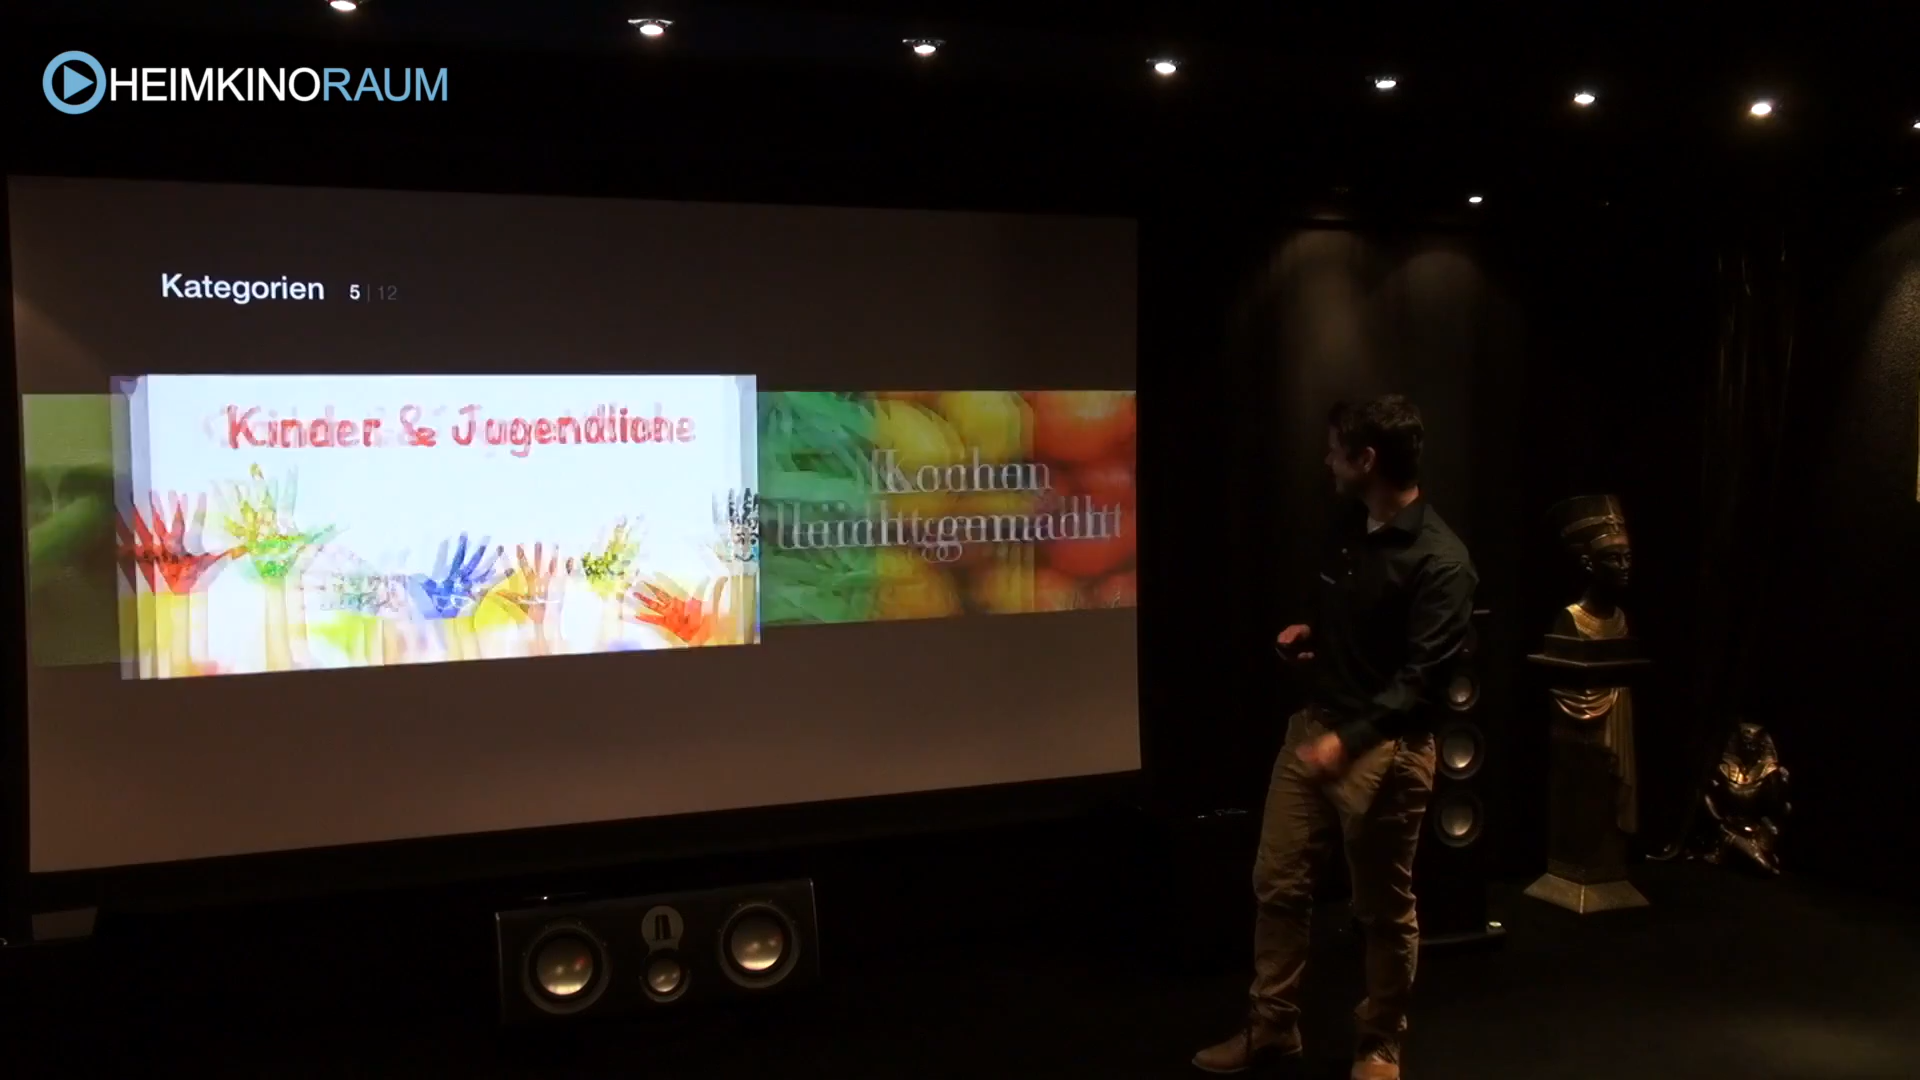 HEIMKINORAUM
Kategorien 5 | 12
Kinder & Jugendliche
Kochen
leicht gemacht